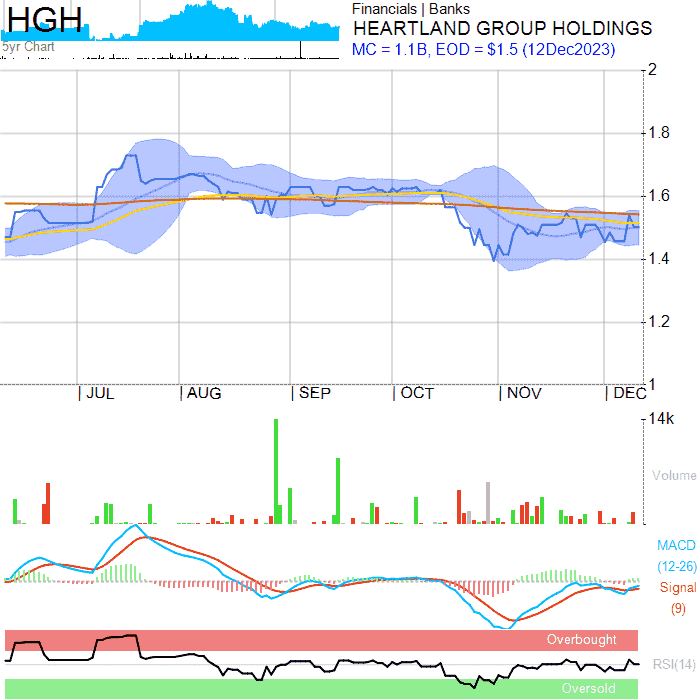 HGH
5yr Chart
Financials | Banks
HEARTLAND GROUP HOLDINGS
MC = 1.1B, EOD = $1.5 (12Dec2023)
2
1.8
1.6
1.4
1.2
1
| JUL | AUG | SEP | OCT | NOV | DEC
14k
Volume
MACD
(12-26)
Signal
(9)
Overbought
RSI(14)
Oversold